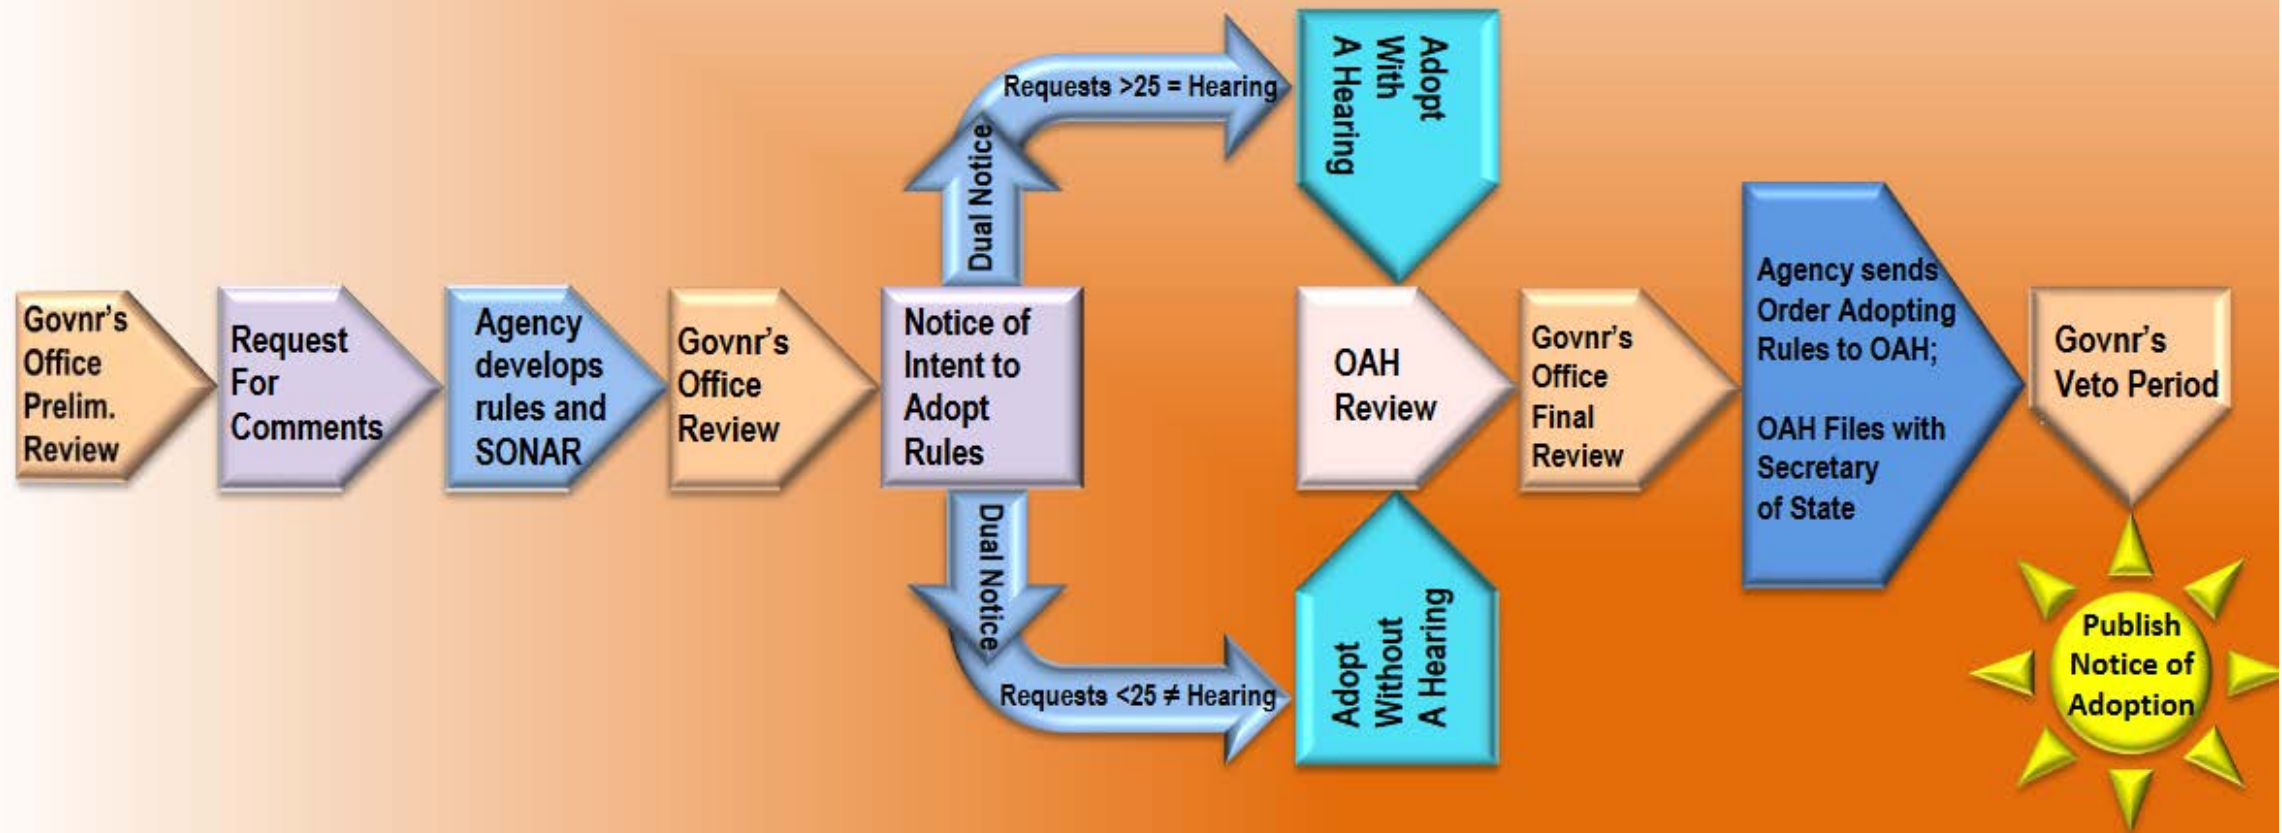 Govnr's
Office
Prelim.
Review
Request
For
Comments
Agency
develops
rules and
SONAR
Govnr's
Office
Review
Notice of
Intent to
Adopt
Rules
Dual Notice
Requests >25 = Hearing
Adopt
With
A Hearing
Dual Notice
Requests <25 ≠ Hearing
Adopt
Without
A Hearing
OAH
Review
Govnr's
Office
Final
Review
Agency sends
Order Adopting
Rules to OAH;
OAH Files with
Secretary
of State
Govnr's
Veto Period
Publish
Notice of
Adoption